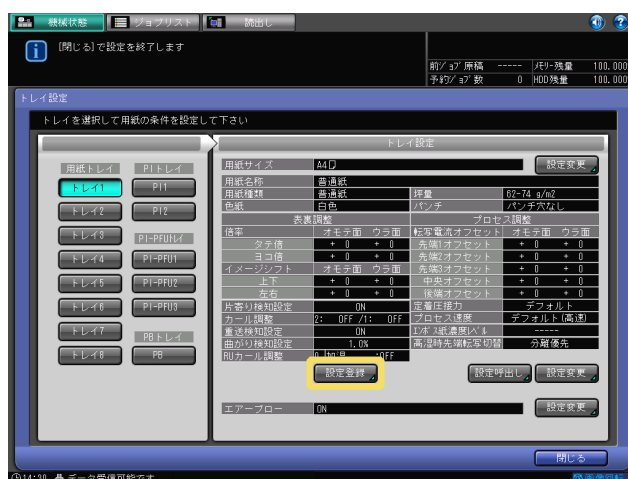 機械状態 ジョブリスト 読出し
[閉じる]で設定を終了します
前ジョブ原稿 ----- メモリー残量 100.000
予約ジョブ数 0 HDD残量 100.000
トレイ設定
トレイを選択して用紙の条件を設定して下さい
トレイ設定
用紙トレイ PIトレイ
トレイ1 PI1
トレイ2 PI2
トレイ3 PI-PFUトレイ
トレイ4 PI-PFU1
トレイ5 PI-PFU2
トレイ6 PI-PFU3
トレイ7 PBトレイ
トレイ8 PB
用紙サイズ A4 設定変更
用紙名称 普通紙
用紙種類 普通紙 坪量 62-74 g/m2
色紙 白色 パンチ パンチ穴なし
表裏調整 プロセス調整
倍率 オモテ面 ウラ面 転写電流オフセット オモテ面 ウラ面
タテ倍 + 0 + 0 先端1オフセット + 0 + 0
ヨコ倍 + 0 + 0 先端2オフセット + 0 + 0
イメージシフト オモテ面 ウラ面 先端3オフセット + 0 + 0
上下 + 0 + 0 中央オフセット + 0 + 0
左右 + 0 + 0 後端オフセット + 0 + 0
片寄り検知設定 ON 定着圧接力 デフォルト
カール調整 2: OFF /1: OFF プロセス速度 デフォルト(高速)
重送検知設定 ON エンボス紙濃度レベル -----
曲がり検知設定 1.0% 高湿時先端転写切替 分離優先
RUカール調整 :OFF
設定登録 設定呼出し 設定変更
エアーブロー ON 設定変更
閉じる
14:30 データ受信可能です 画像回転